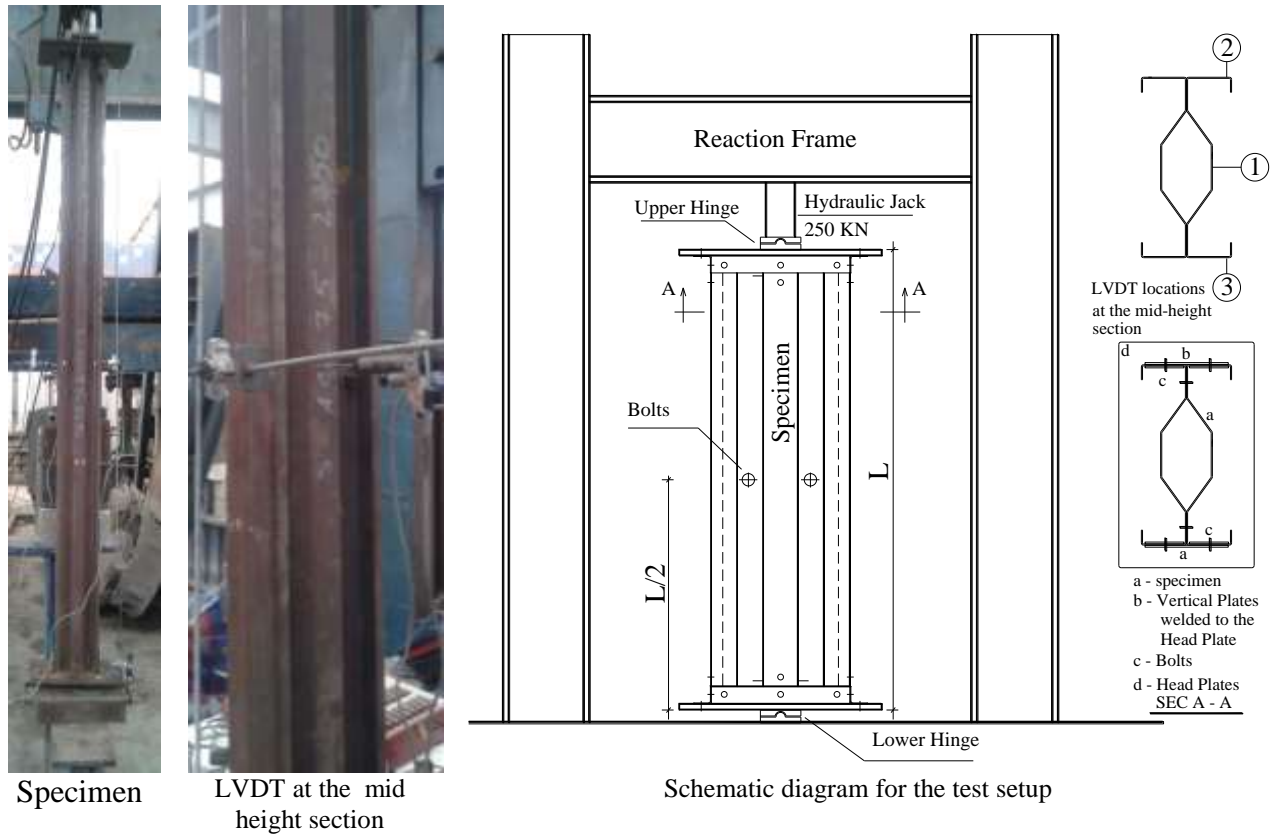 Reaction Frame
Upper Hinge
Hydraulic Jack
250 KN
A
A
Specimen
Bolts
L
L/2
Lower Hinge
2
1
3
LVDT locations
at the mid-height
section
d
b
c
a
c
a
a - specimen
b - Vertical Plates
welded to the
Head Plate
c - Bolts
d - Head Plates
SEC A - A
Specimen
LVDT at the mid
height section
Schematic diagram for the test setup